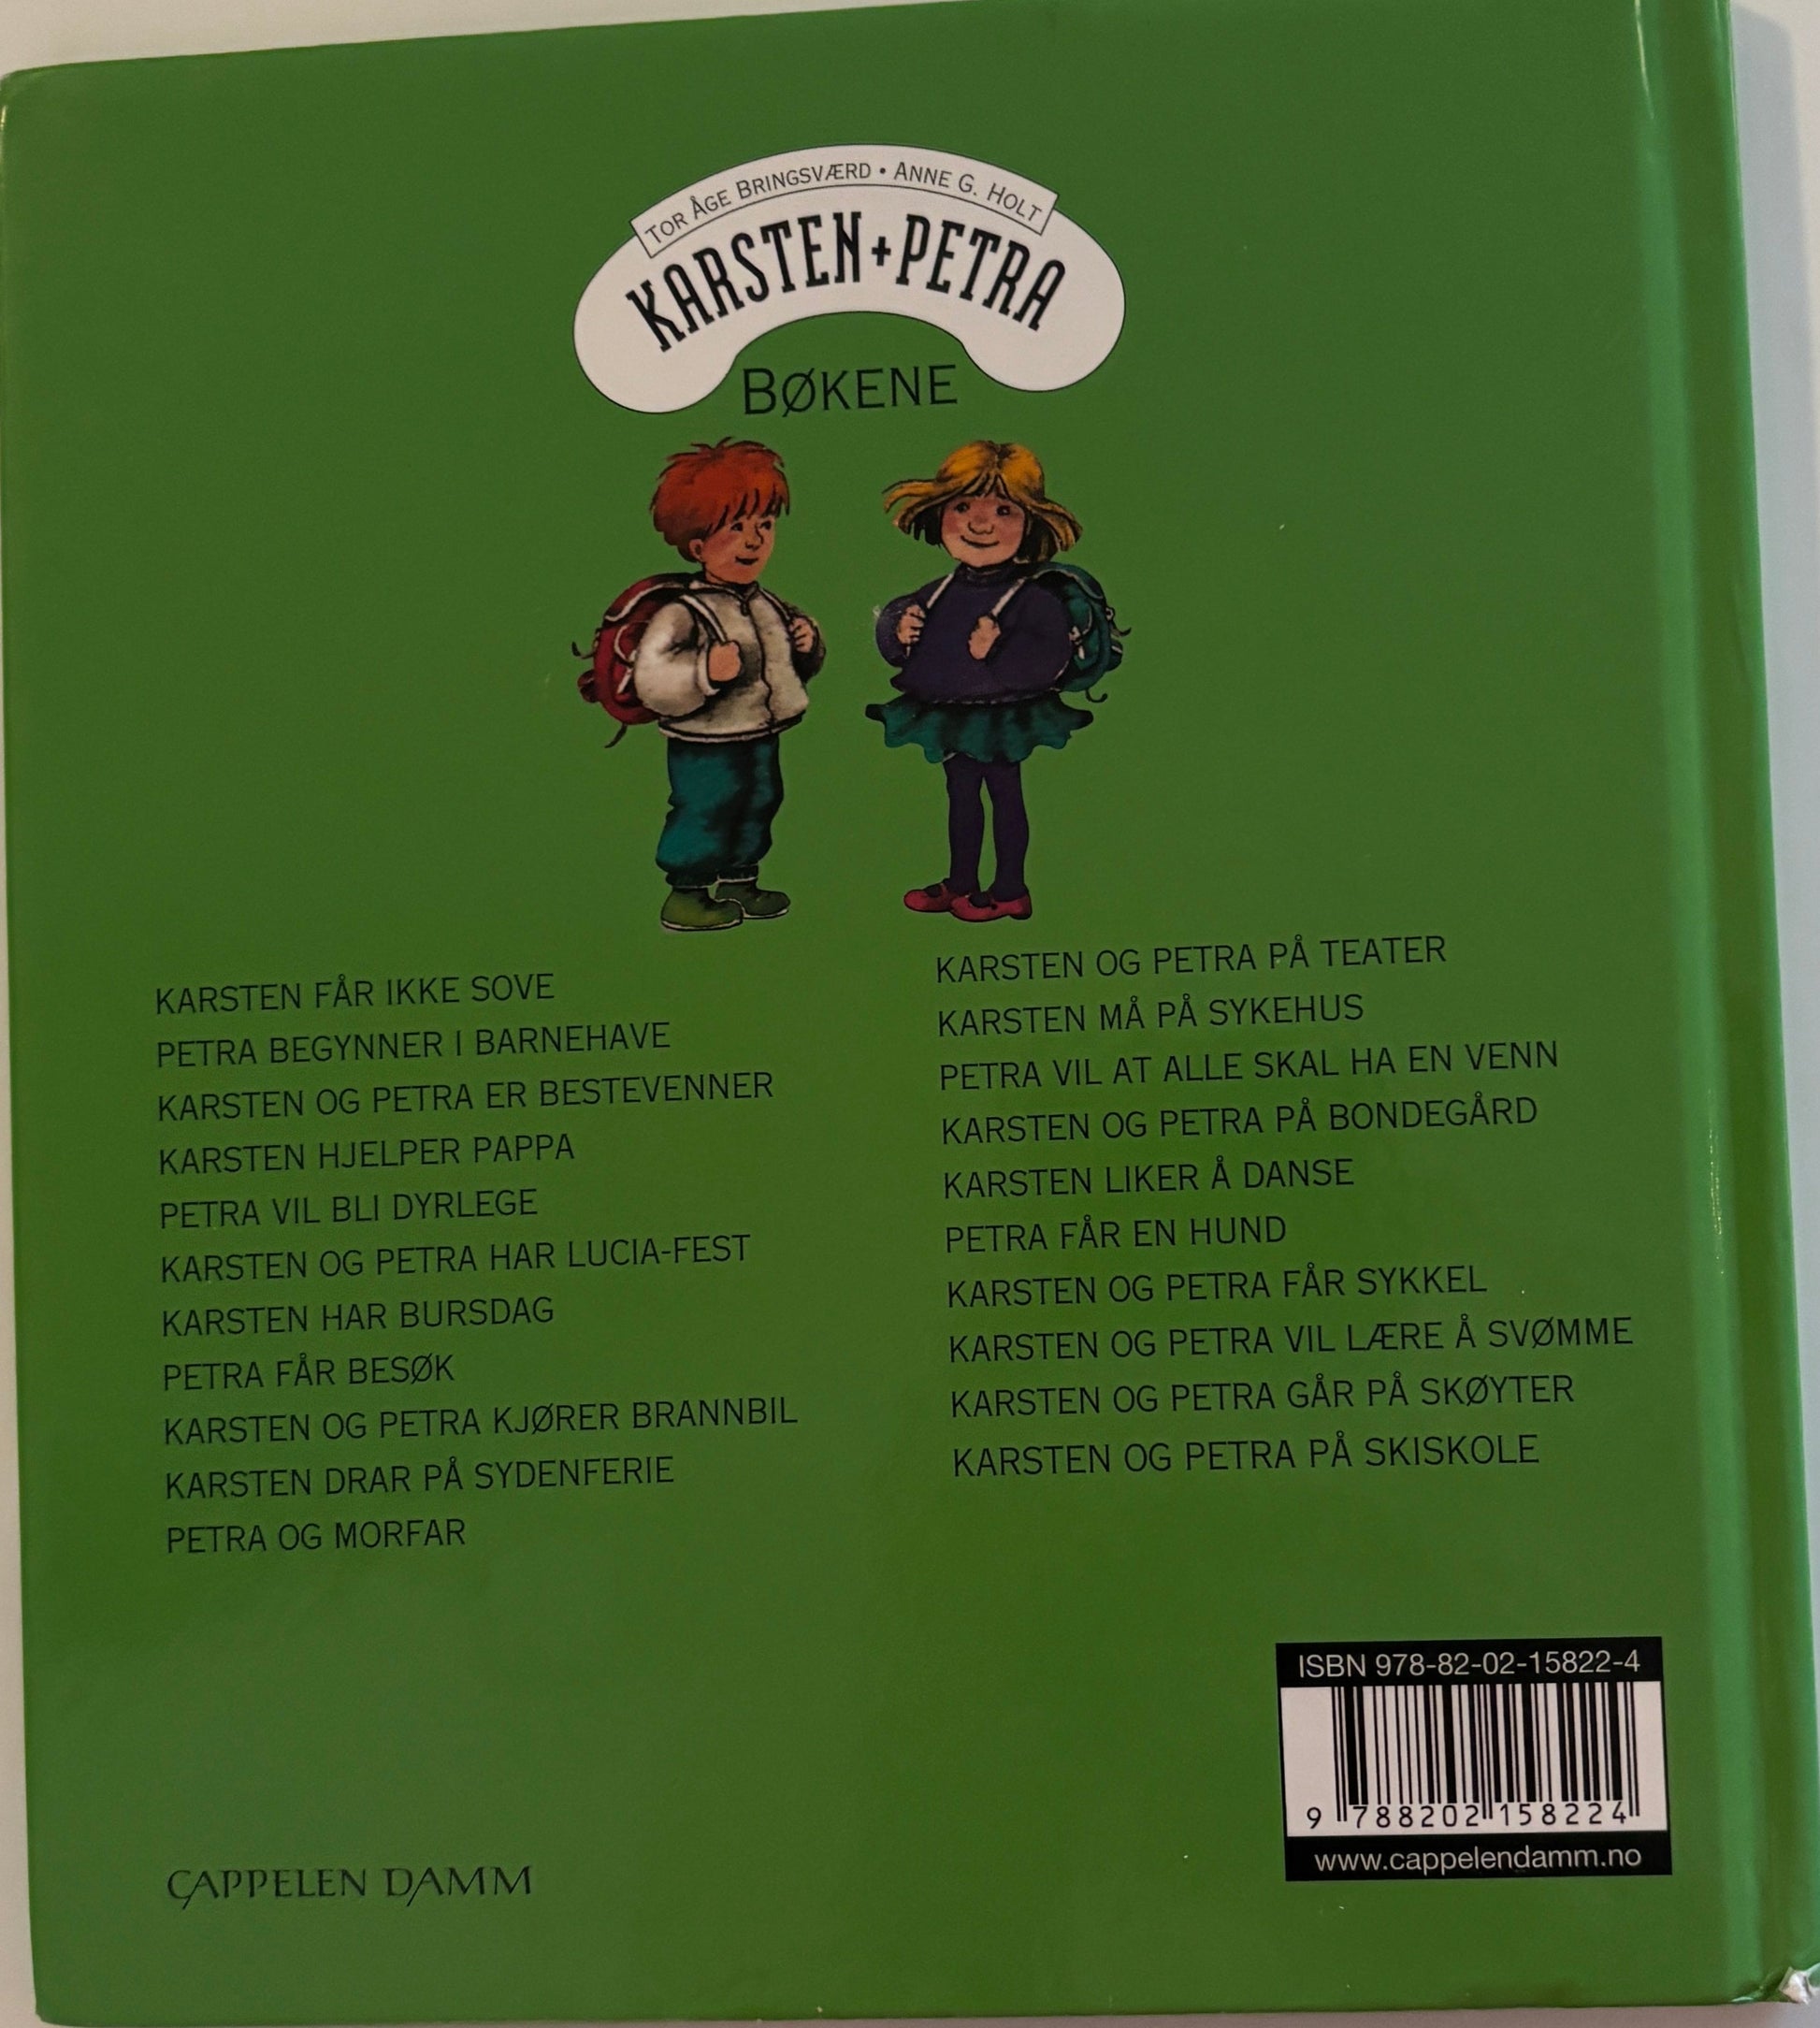 TOR ÅGE BRINGSVÆRD • ANNE G. HOLT
KARSTEN+PETRA
BØKENE
KARSTEN FÅR IKKE SOVE
PETRA BEGYNNER I BARNEHAVE
KARSTEN OG PETRA ER BESTEVENNER
KARSTEN HJELPER PAPPA
PETRA VIL BLI DYRLEGE
KARSTEN OG PETRA HAR LUCIA-FEST
KARSTEN HAR BURSDAG
PETRA FÅR BESØK
KARSTEN OG PETRA KJØRER BRANNBIL
KARSTEN DRAR PÅ SYDENFERIE
PETRA OG MORFAR
KARSTEN OG PETRA PÅ TEATER
KARSTEN MÅ PÅ SYKEHUS
PETRA VIL AT ALLE SKAL HA EN VENN
KARSTEN OG PETRA PÅ BONDEGÅRD
KARSTEN LIKER Å DANSE
PETRA FÅR EN HUND
KARSTEN OG PETRA FÅR SYKKEL
KARSTEN OG PETRA VIL LÆRE Å SVØMME
KARSTEN OG PETRA GÅR PÅ SKØYTER
KARSTEN OG PETRA PÅ SKISKOLE
ISBN 978-82-02-15822-4
9 788202 158224
www.cappelendamm.no
CAPPELEN DAMM